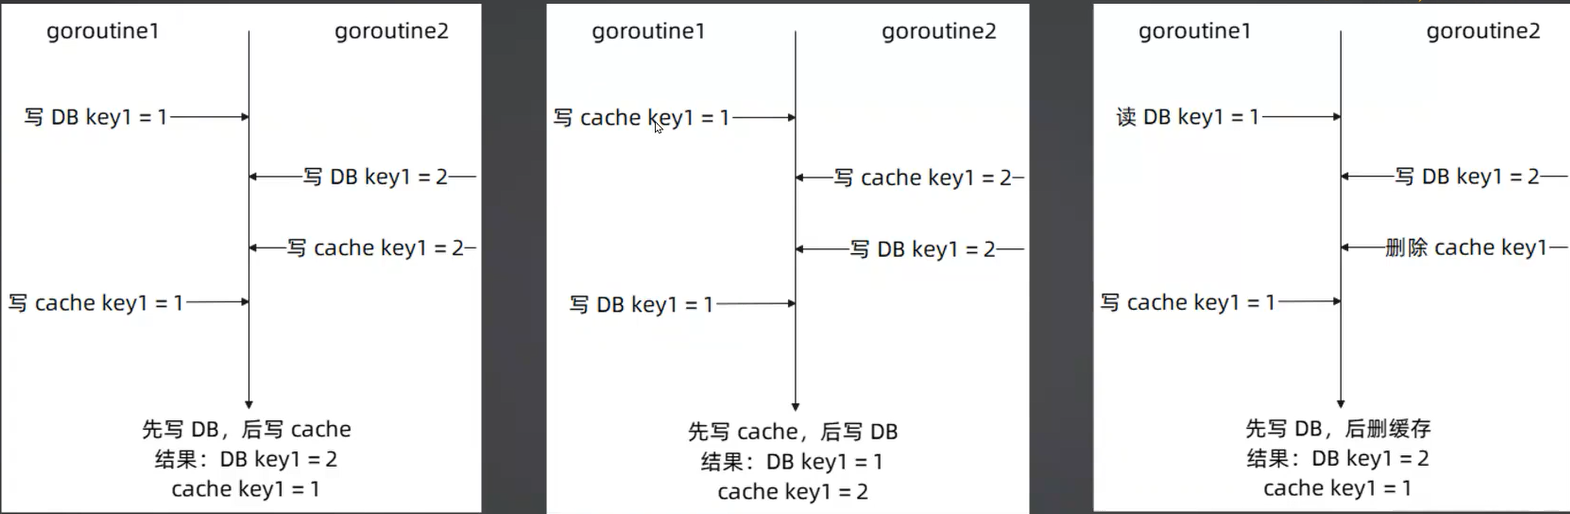 goroutine1
goroutine2
写 DB key1 = 1
写 DB key1 = 2
写 cache key1 = 2
写 cache key1 = 1
先写 DB，后写 cache
结果：DB key1 = 2
cache key1 = 1
goroutine1
goroutine2
写 cache key1 = 1
写 cache key1 = 2
写 DB key1 = 2
写 DB key1 = 1
先写 cache，后写 DB
结果：DB key1 = 1
cache key1 = 2
goroutine1
goroutine2
读 DB key1 = 1
写 DB key1 = 2
删除 cache key1
写 cache key1 = 1
先写 DB，后删缓存
结果：DB key1 = 2
cache key1 = 1